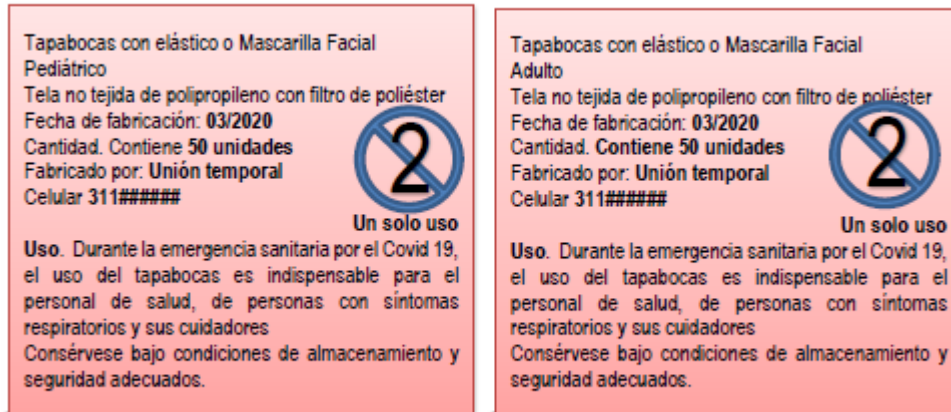 Tapabocas con elástico o Mascarilla Facial
Pediátrico
Tela no tejida de polipropileno con filtro de poliéster
Fecha de fabricación: 03/2020
Cantidad. Contiene 50 unidades
Fabricado por: Unión temporal
Celular 311######
2
Un solo uso
Uso. Durante la emergencia sanitaria por el Covid 19,
el uso del tapabocas es indispensable para el
personal de salud, de personas con síntomas
respiratorios y sus cuidadores
Consérvese bajo condiciones de almacenamiento y
seguridad adecuados.
Tapabocas con elástico o Mascarilla Facial
Adulto
Tela no tejida de polipropileno con filtro de poliéster
Fecha de fabricación: 03/2020
Cantidad. Contiene 50 unidades
Fabricado por: Unión temporal
Celular 311######
2
Un solo uso
Uso. Durante la emergencia sanitaria por el Covid 19,
el uso del tapabocas es indispensable para el
personal de salud, de personas con síntomas
respiratorios y sus cuidadores
Consérvese bajo condiciones de almacenamiento y
seguridad adecuados.